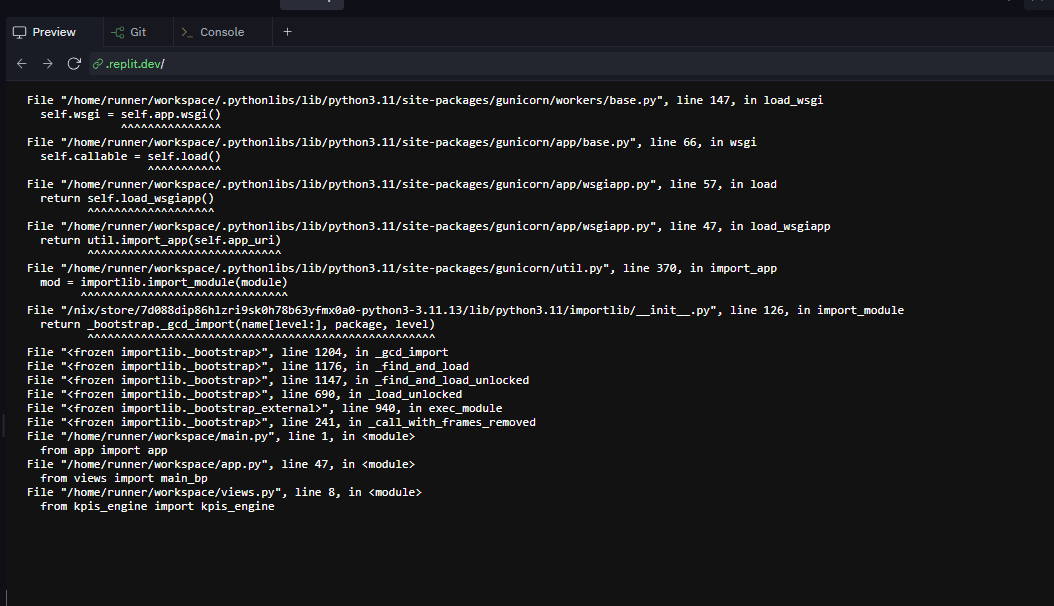 Preview
Git
Console
.replit.dev/
File "/home/runner/workspace/.pythonlibs/lib/python3.11/site-packages/gunicorn/workers/base.py", line 147, in load_wsgi
self.wsgi = self.app.wsgi()
^^^^^^^^^^^^^^^
File "/home/runner/workspace/.pythonlibs/lib/python3.11/site-packages/gunicorn/app/base.py", line 66, in wsgi
self.callable = self.load()
^^^^^^^^^^^
File "/home/runner/workspace/.pythonlibs/lib/python3.11/site-packages/gunicorn/app/wsgiapp.py", line 57, in load
return self.load_wsgiapp()
^^^^^^^^^^^^^^^^^^^
File "/home/runner/workspace/.pythonlibs/lib/python3.11/site-packages/gunicorn/app/wsgiapp.py", line 47, in load_wsgiapp
return util.import_app(self.app_uri)
^^^^^^^^^^^^^^^^^^^^^^^^^^^^^
File "/home/runner/workspace/.pythonlibs/lib/python3.11/site-packages/gunicorn/util.py", line 370, in import_app
mod = importlib.import_module(module)
^^^^^^^^^^^^^^^^^^^^^^^^^^^^^^^
File "/nix/store/7d088dip86hlzri9sk0h78b63yfmx0a0-python3-3.11.13/lib/python3.11/importlib/__init__.py", line 126, in import_module
return _bootstrap._gcd_import(name[level:], package, level)
^^^^^^^^^^^^^^^^^^^^^^^^^^^^^^^^^^^^^^^^^^^^^^^^^^^^
File "<frozen importlib._bootstrap>", line 1204, in _gcd_import
File "<frozen importlib._bootstrap>", line 1176, in _find_and_load
File "<frozen importlib._bootstrap>", line 1147, in _find_and_load_unlocked
File "<frozen importlib._bootstrap>", line 690, in _load_unlocked
File "<frozen importlib._bootstrap_external>", line 940, in exec_module
File "<frozen importlib._bootstrap>", line 241, in _call_with_frames_removed
File "/home/runner/workspace/main.py", line 1, in <module>
from app import app
File "/home/runner/workspace/app.py", line 47, in <module>
from views import main_bp
File "/home/runner/workspace/views.py", line 8, in <module>
from kpis_engine import kpis_engine